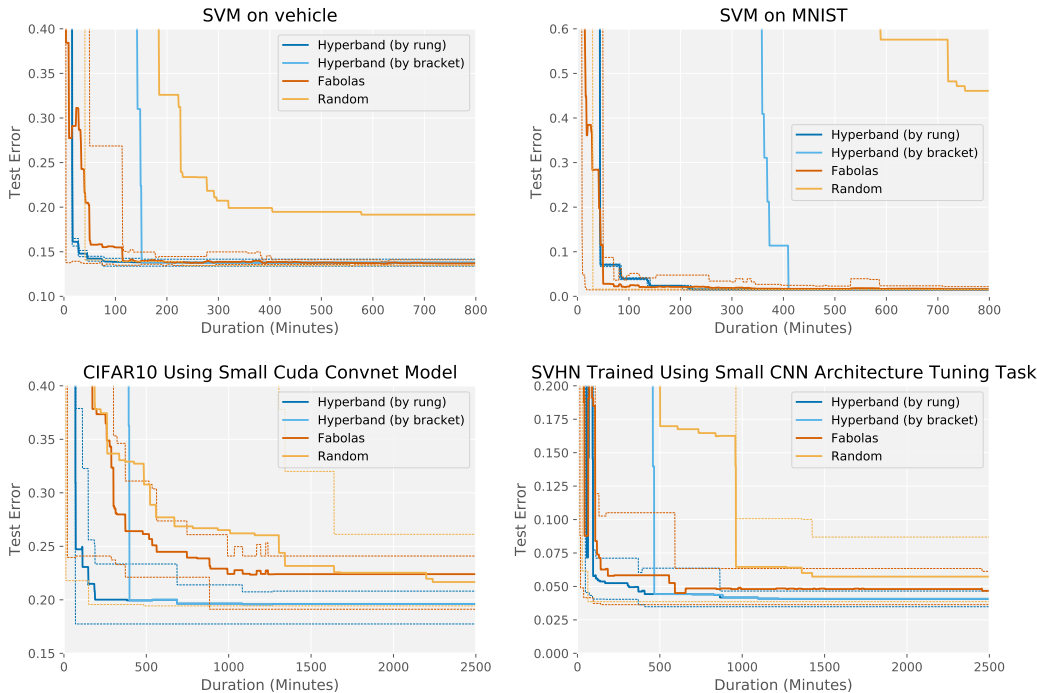 SVM on vehicle
0.40
0.35
0.30
0.25
0.20
0.15
0.10
Test Error
Hyperband (by rung)
Hyperband (by bracket)
Fabolas
Random
0 100 200 300 400 500 600 700 800
Duration (Minutes)
SVM on MNIST
0.6
0.5
0.4
0.3
0.2
0.1
0.0
Test Error
Hyperband (by rung)
Hyperband (by bracket)
Fabolas
Random
0 100 200 300 400 500 600 700 800
Duration (Minutes)
CIFAR10 Using Small Cuda Convnet Model
0.40
0.35
0.30
0.25
0.20
0.15
Test Error
Hyperband (by rung)
Hyperband (by bracket)
Fabolas
Random
0 500 1000 1500 2000 2500
Duration (Minutes)
SVHN Trained Using Small CNN Architecture Tuning Task
0.200
0.175
0.150
0.125
0.100
0.075
0.050
0.025
0.000
Test Error
Hyperband (by rung)
Hyperband (by bracket)
Fabolas
Random
0 500 1000 1500 2000 2500
Duration (Minutes)